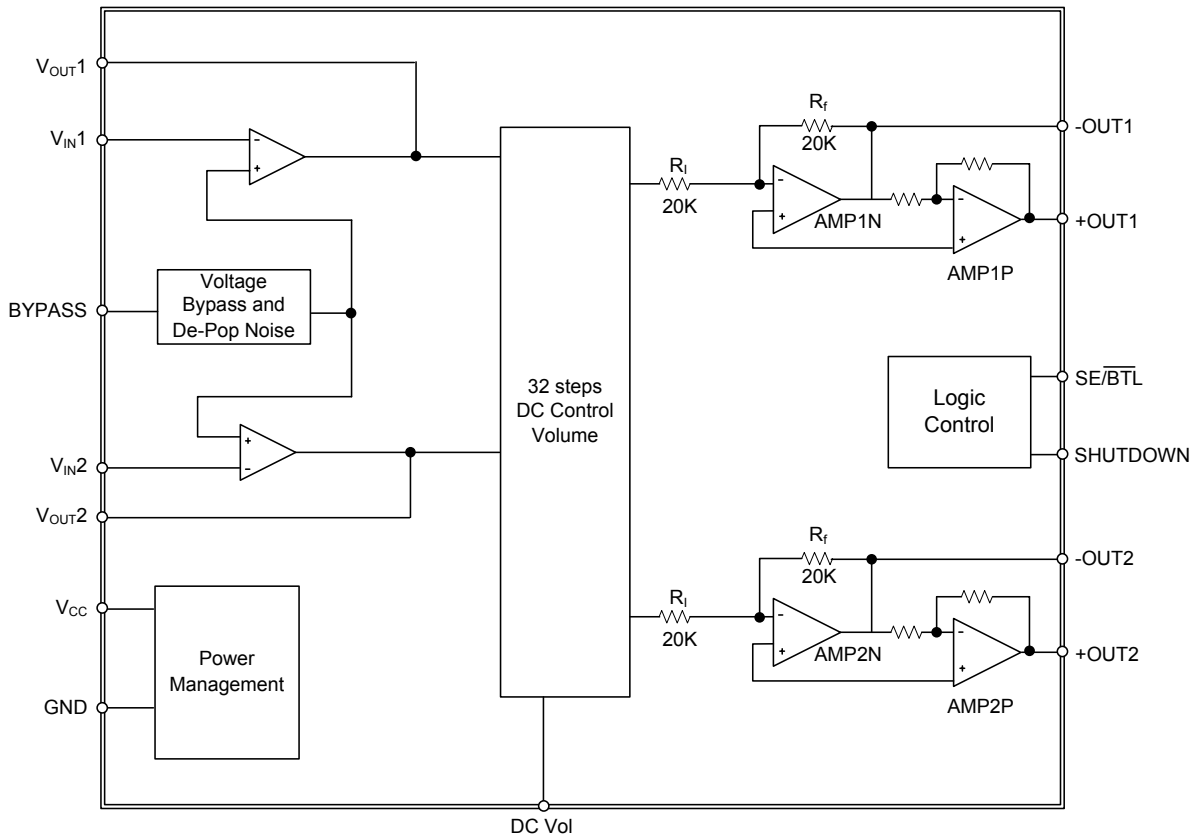 VOUT1
VIN1
BYPASS
Voltage
Bypass and
De-Pop Noise
VIN2
VOUT2
VCC
GND
Power
Management
32 steps
DC Control
Volume
DC Vol
Rf
20K
RI
20K
AMP1N
AMP1P
-OUT1
+OUT1
Logic
Control
SE/BTL
SHUTDOWN
Rf
20K
RI
20K
AMP2N
AMP2P
-OUT2
+OUT2